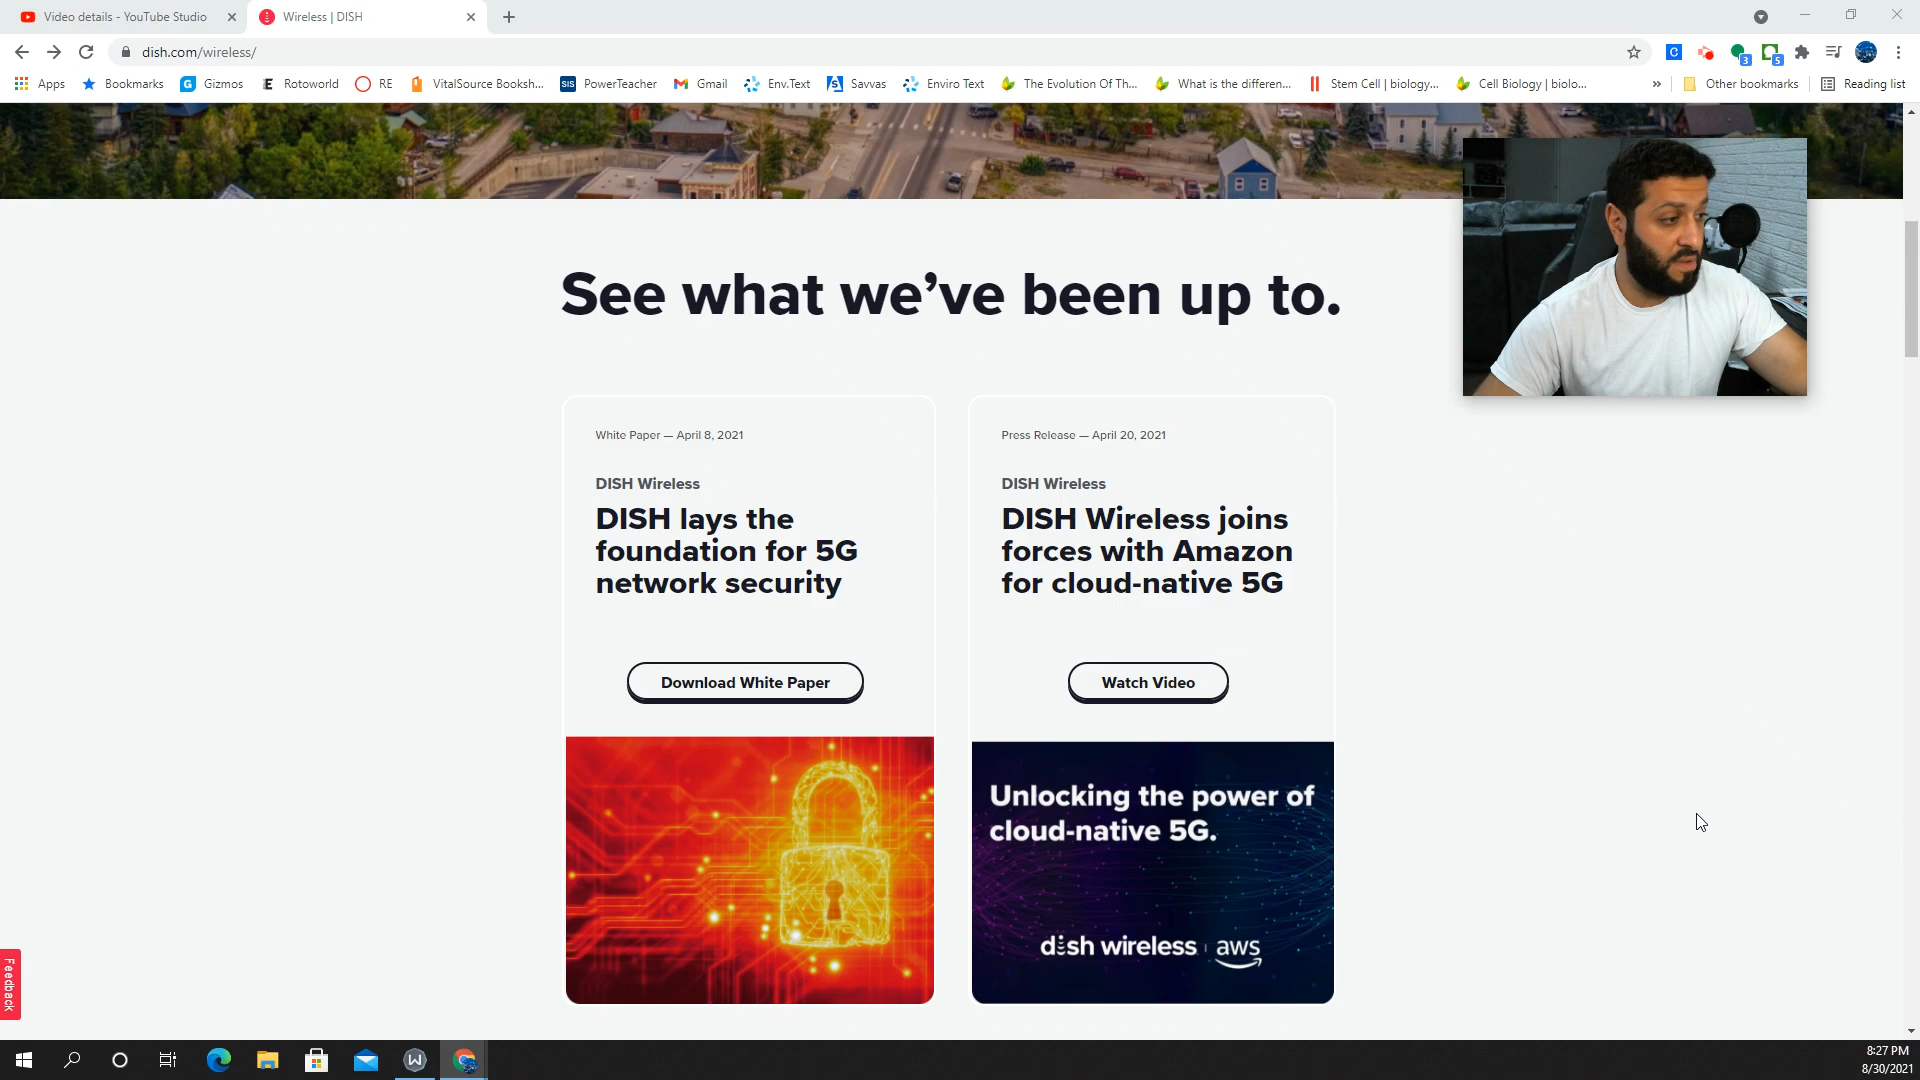 Video details - YouTube Studio
Wireless | DISH
dish.com/wireless/
3
5
Apps
Bookmarks
Gizmos
Rotoworld
RE
VitalSource Booksh...
PowerTeacher
Gmail
Env.Text
Savvas
Enviro Text
The Evolution Of Th...
What is the differen...
Stem Cell | biology...
Cell Biology | biolo...
Other bookmarks
Reading list
See what we’ve been up to.
White Paper — April 8, 2021
DISH Wireless
DISH lays the
foundation for 5G
network security
Download White Paper
Press Release — April 20, 2021
DISH Wireless
DISH Wireless joins
forces with Amazon
for cloud-native 5G
Watch Video
Unlocking the power of
cloud-native 5G.
dish wireless
aws
Feedback
8:27 PM
8/30/2021